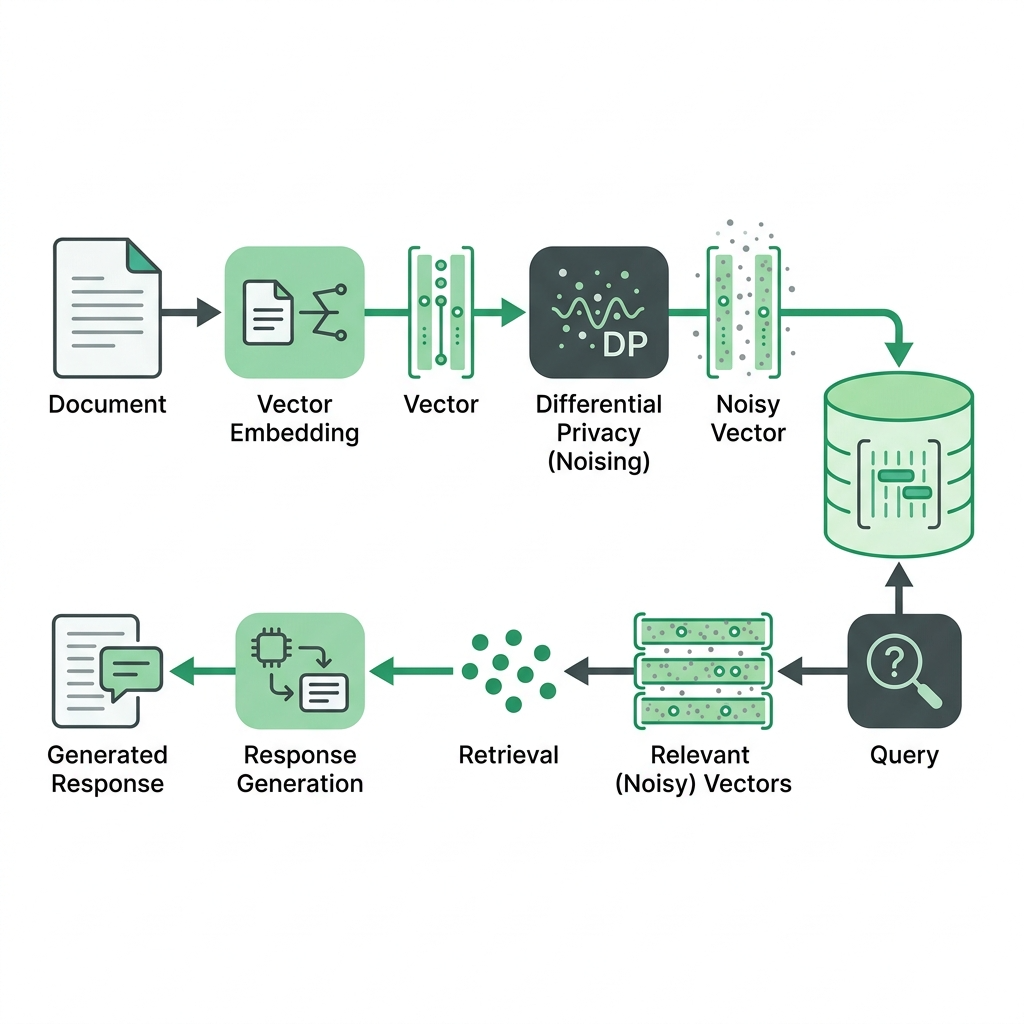 Document
Vector
Embedding
Vector
DP
Differential
Privacy
(Noising)
Noisy
Vector
Generated
Response
Response
Generation
Retrieval
Relevant
(Noisy) Vectors
?
Query